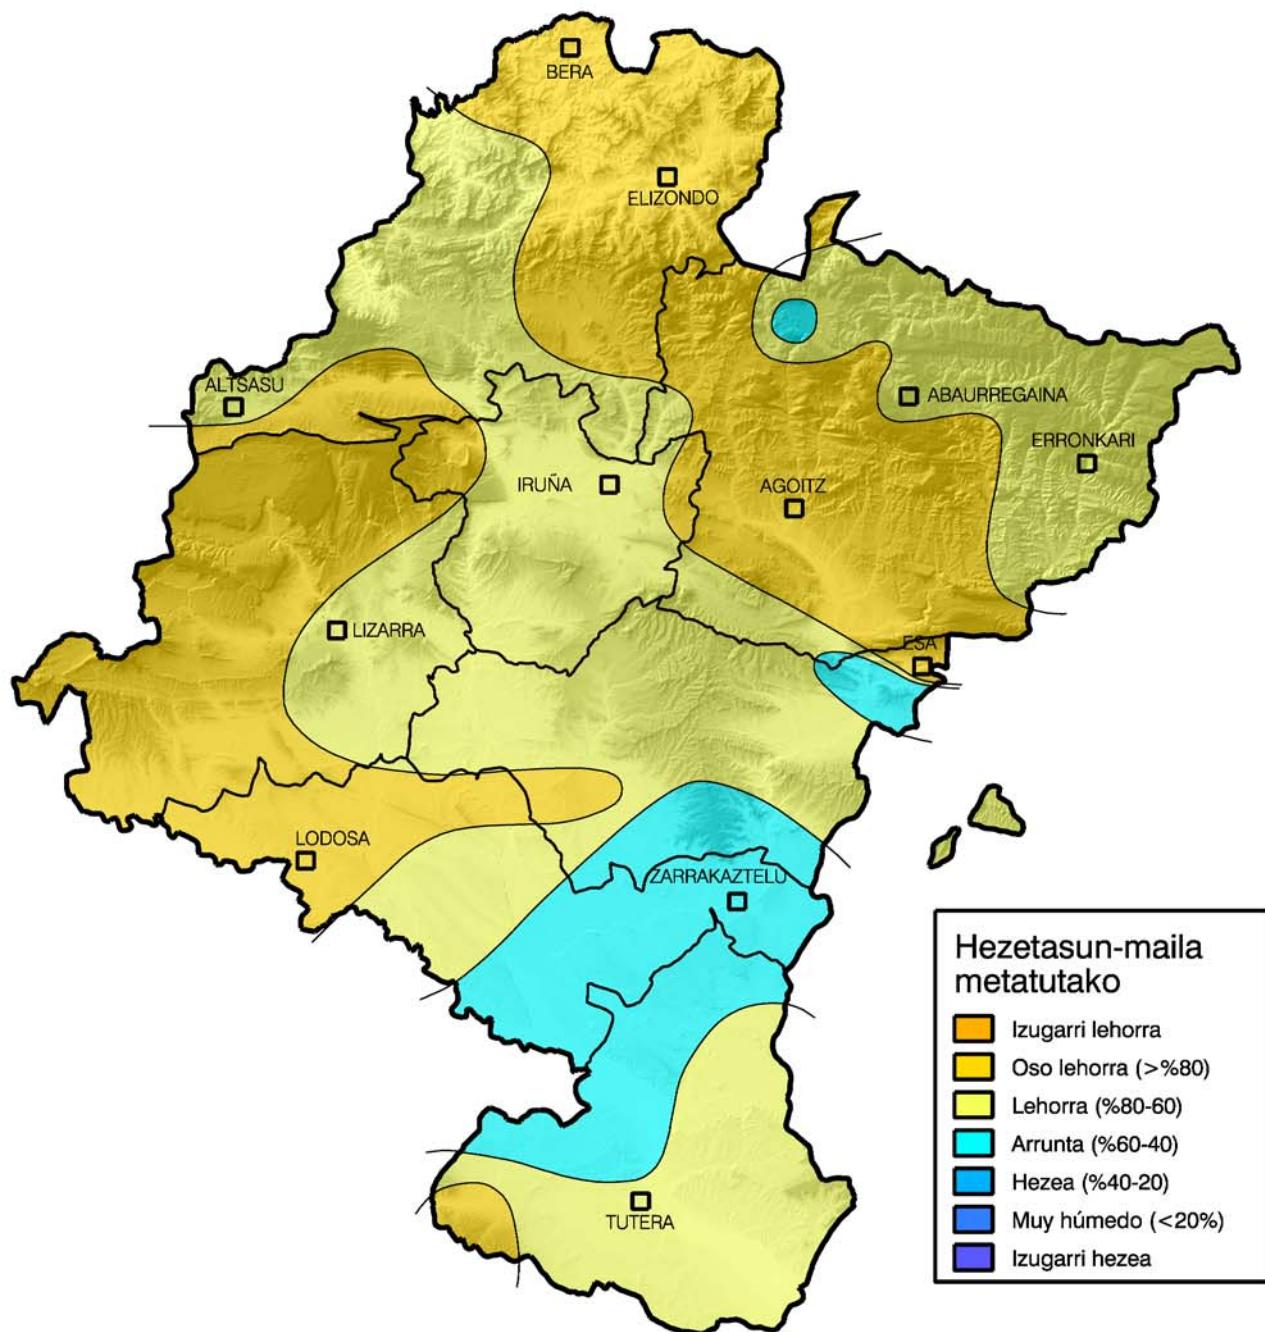 BERA
ELIZONDO
ALTSASU
ABAURREGAINA
ERRONKARI
IRUÑA
AGOITZ
LIZARRA
ESA
LODOSA
ZARRAKAZTELU
TUTERA
Hezetasun-maila
metatutako
Izugarri lehorra
Oso lehorra (>%80)
Lehorra (%80-60)
Arrunta (%60-40)
Hezea (%40-20)
Muy húmedo (<20%)
Izugarri hezea